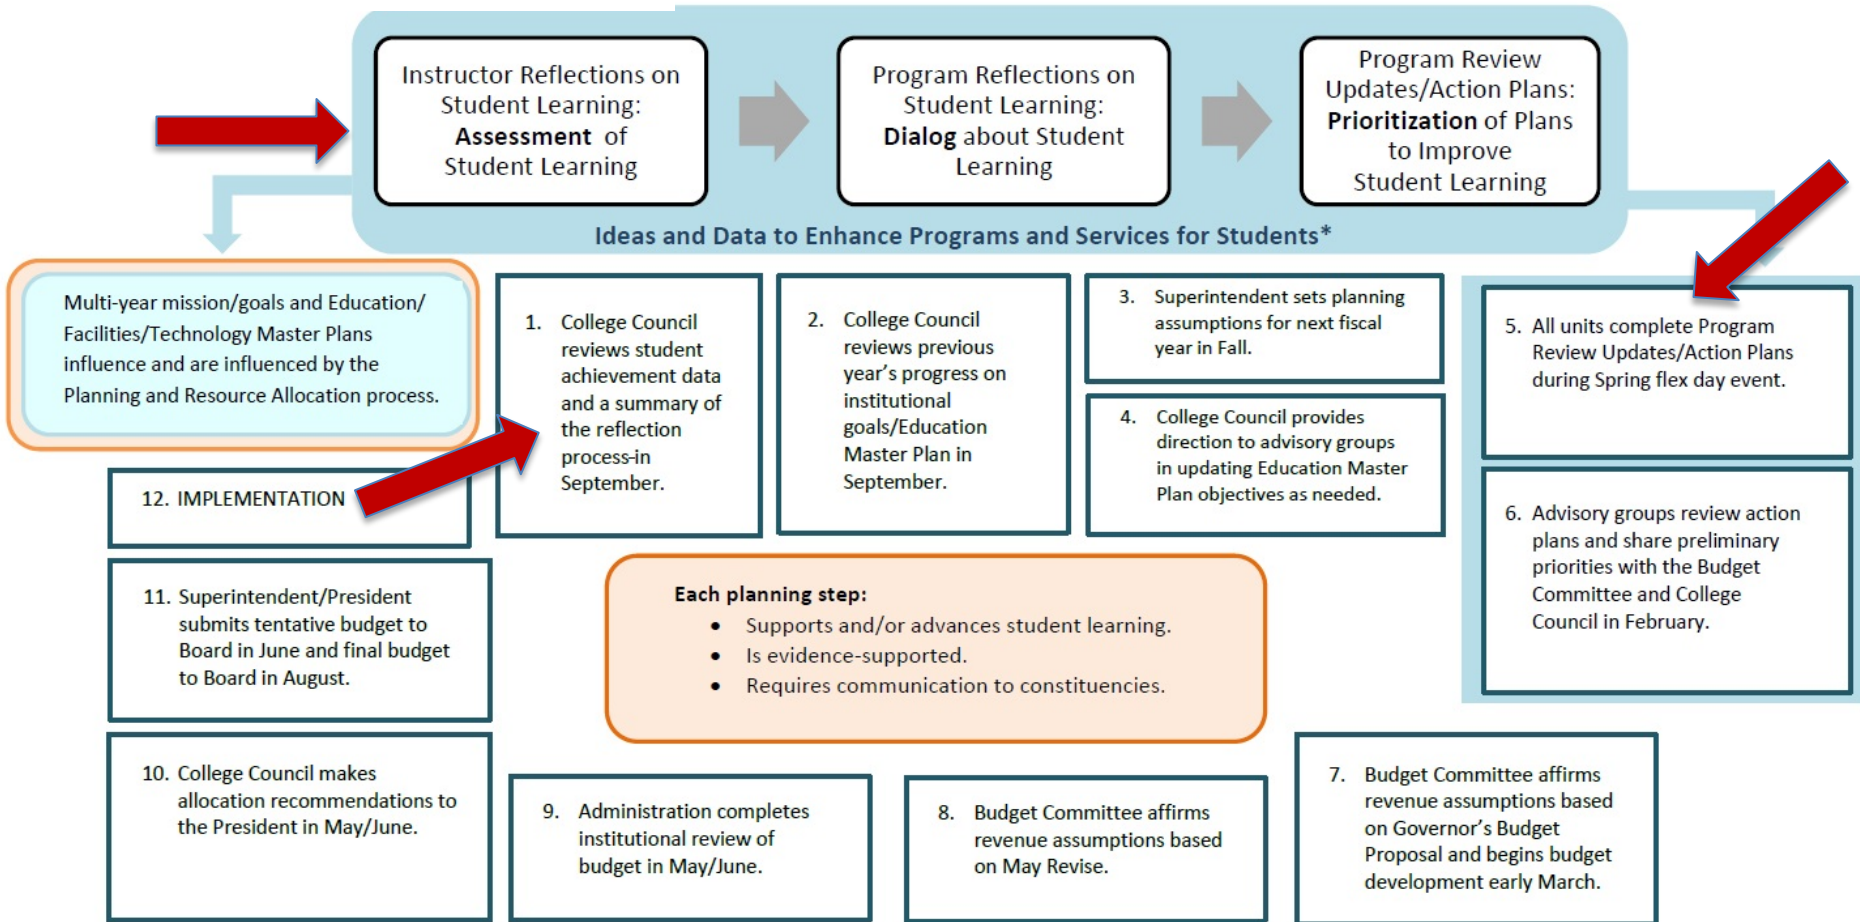 Instructor Reflections on
Student Learning:
Assessment of
Student Learning
Program Reflections on
Student Learning:
Dialog about Student
Learning
Program Review
Updates/Action Plans:
Prioritization of Plans
to Improve
Student Learning
Ideas and Data to Enhance Programs and Services for Students*
Multi-year mission/goals and Education/
Facilities/Technology Master Plans
influence and are influenced by the
Planning and Resource Allocation process.
1. College Council
reviews student
achievement data
and a summary of
the reflection
process-in
September.
2. College Council
reviews previous
year's progress on
institutional
goals/Education
Master Plan in
September.
3. Superintendent sets planning
assumptions for next fiscal
year in Fall.
4. College Council provides
direction to advisory groups
in updating Education Master
Plan objectives as needed.
5. All units complete Program
Review Updates/Action Plans
during Spring flex day event.
6. Advisory groups review action
plans and share preliminary
priorities with the Budget
Committee and College
Council in February.
12. IMPLEMENTATION
11. Superintendent/President
submits tentative budget to
Board in June and final budget
to Board in August.
Each planning step:
• Supports and/or advances student learning.
• Is evidence-supported.
• Requires communication to constituencies.
10. College Council makes
allocation recommendations to
the President in May/June.
9. Administration completes
institutional review of
budget in May/June.
8. Budget Committee affirms
revenue assumptions based
on May Revise.
7. Budget Committee affirms
revenue assumptions based
on Governor's Budget
Proposal and begins budget
development early March.